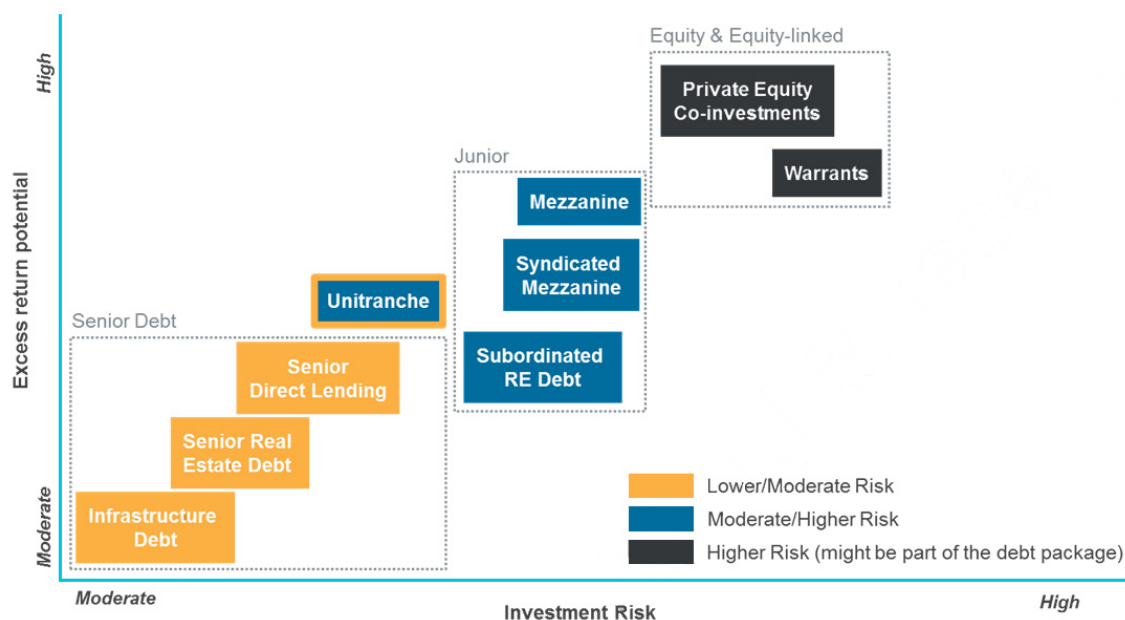 Equity & Equity-linked
High
Private Equity
Co-investments
Junior
Warrants
Mezzanine
Excess return potential
Syndicated
Mezzanine
Unitranche
Senior Debt
Senior
Direct Lending
Subordinated
RE Debt
Senior Real
Estate Debt
Lower/Moderate Risk
Infrastructure
Debt
Moderate
Moderate/Higher Risk
Higher Risk (might be part of the debt package)
Moderate
Investment Risk
High